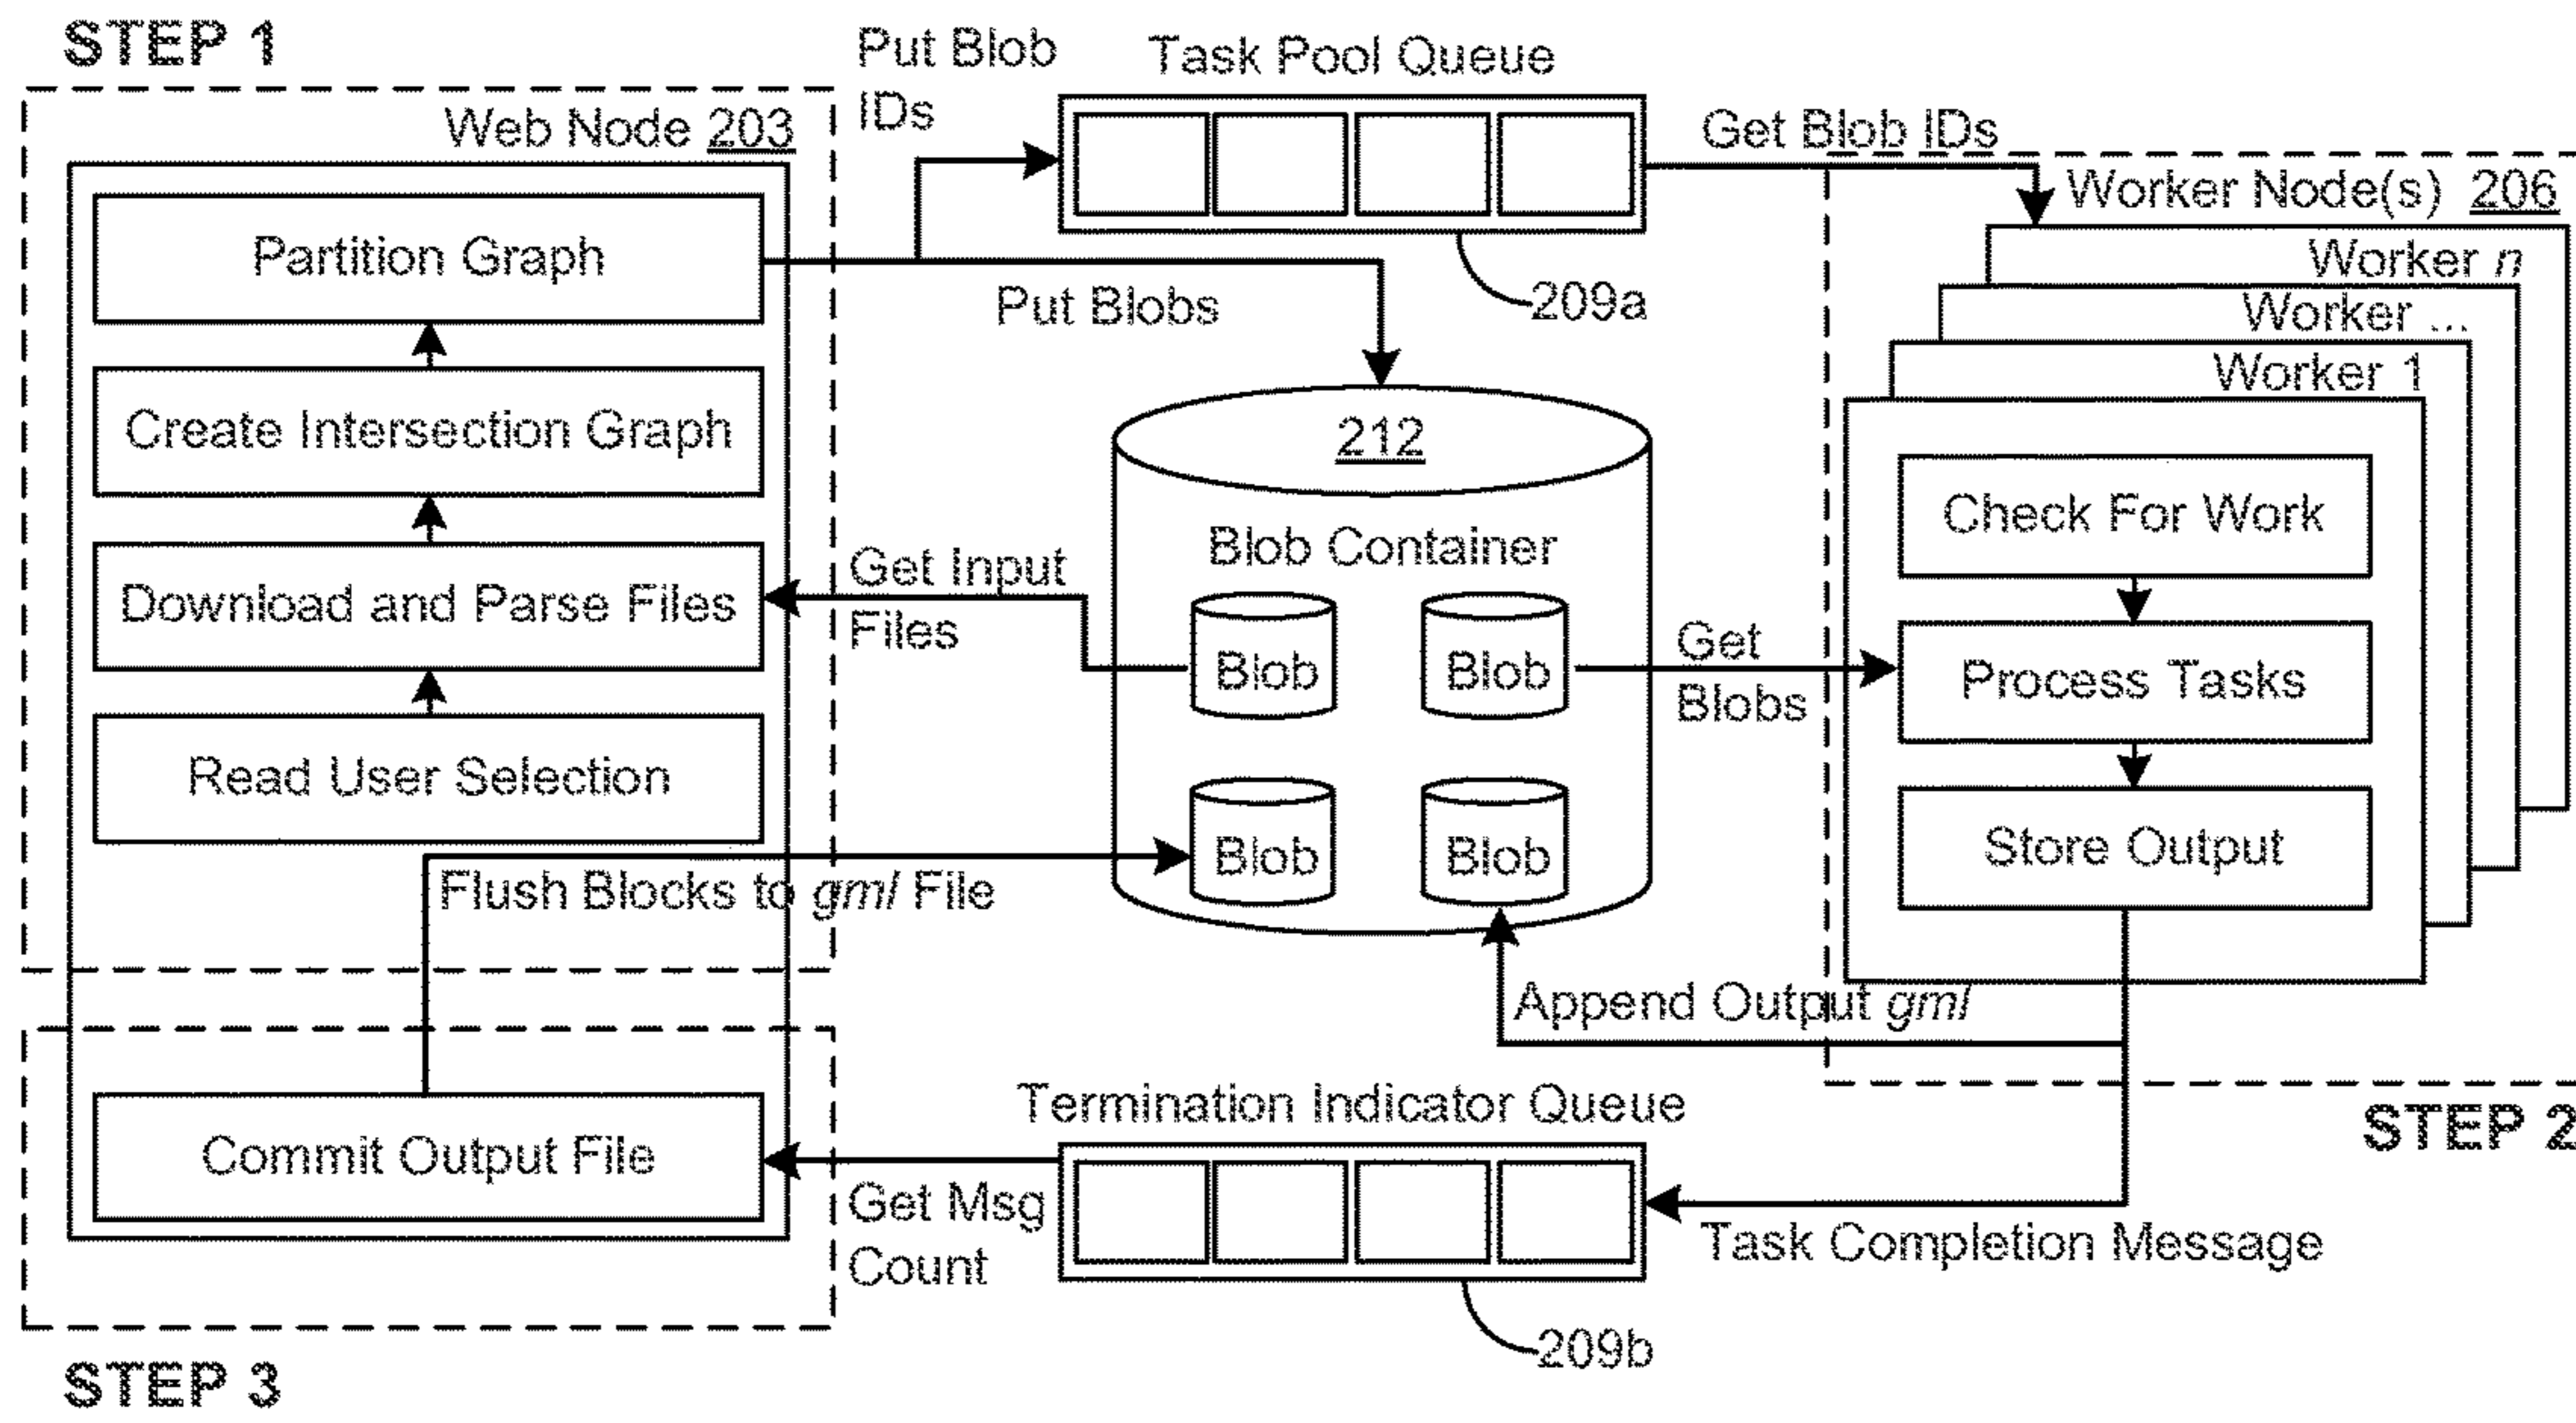 STEP 1
Put Blob
IDs
Task Pool Queue
Get Blob IDs
Web Node 203
Partition Graph
Create Intersection Graph
Download and Parse Files
Read User Selection
Put Blobs
209a
Worker Node(s) 206
Worker n
Worker ...
Worker 1
212
Blob Container
Blob
Blob
Blob
Blob
Get Input
Files
Get
Blobs
Check For Work
Process Tasks
Store Output
Flush Blocks to gml File
Append Output gml
STEP 2
Commit Output File
Get Msg
Count
Termination Indicator Queue
Task Completion Message
209b
STEP 3